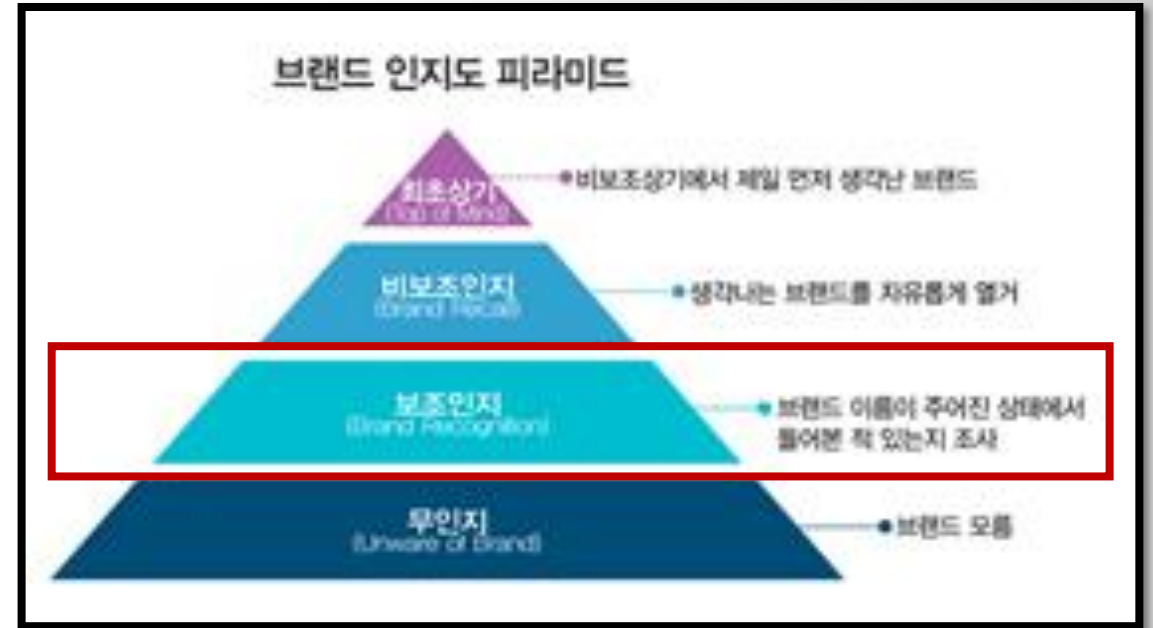 브랜드 인지도 피라미드
최초상기
(Top of Mind)
비보조상기에서 제일 먼저 생각난 브랜드
비보조인지
(Brand Recall)
생각나는 브랜드를 자유롭게 열거
보조인지
(Brand Recognition)
브랜드 이름이 주어진 상태에서
들어본 적 있는지 조사
무인지
(Unware of Brand)
브랜드 모름